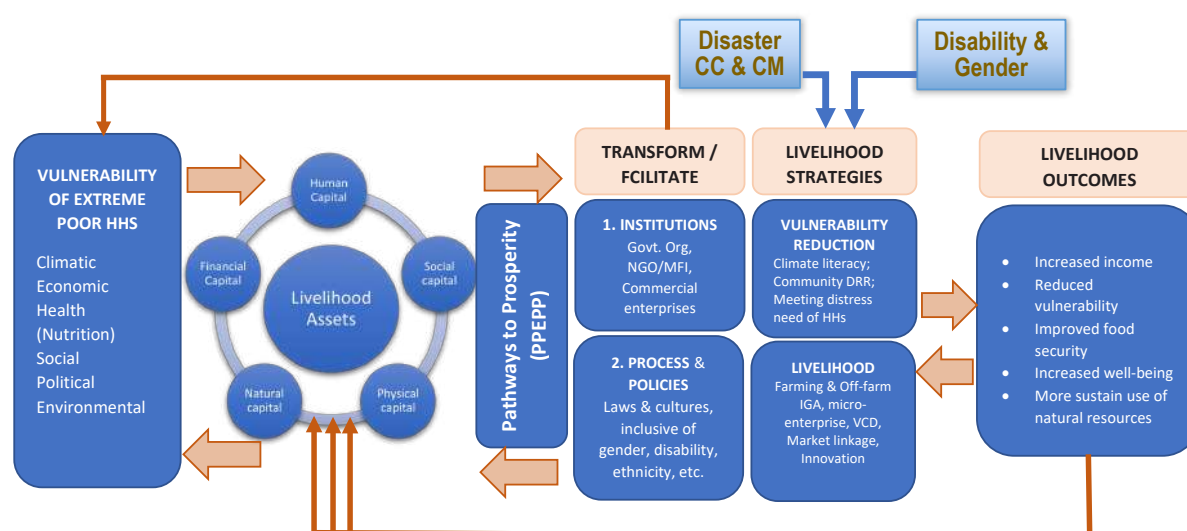 Disaster
CC & CM
Disability &
Gender
VULNERABILITY
OF EXTREME
POOR HHS
Climatic
Economic
Health
(Nutrition)
Social
Political
Environmental
Human
Capital
Financial
Capital
Social
capital
Livelihood
Assets
Natural
capital
Physical
capital
Pathways to Prosperity
(PPEPP)
TRANSFORM /
FCILITATE
1. INSTITUTIONS
Govt. Org,
NGO/MFI,
Commercial
enterprises
2. PROCESS &
POLICIES
Laws & cultures,
inclusive of
gender, disability,
ethnicity, etc.
LIVELIHOOD
STRATEGIES
VULNERABILITY
REDUCTION
Climate literacy;
Community DRR;
Meeting distress
need of HHs
LIVELIHOOD
Farming & Off-farm
IGA, micro-
enterprise, VCD,
Market linkage,
Innovation
LIVELIHOOD
OUTCOMES
• Increased income
• Reduced
vulnerability
• Improved food
security
• Increased well-being
• More sustain use of
natural resources